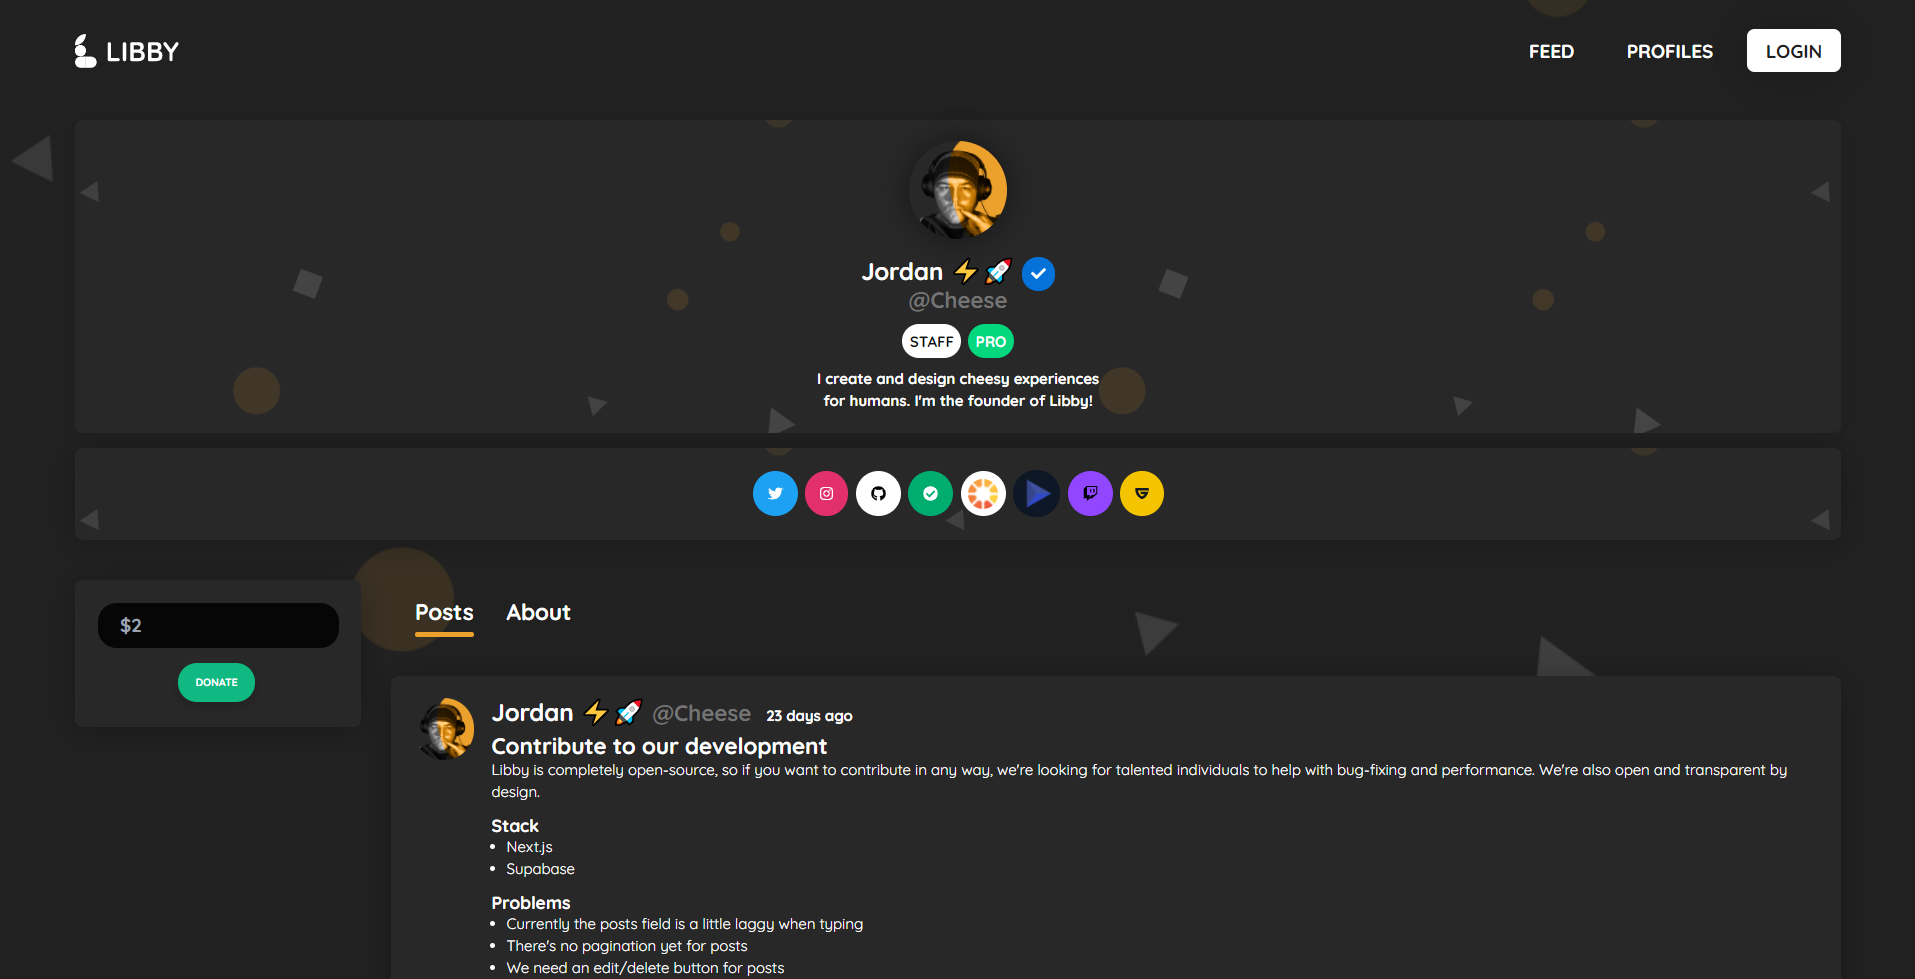 LIBBY
FEED
PROFILES
LOGIN
Jordan ⚡🚀
@Cheese
STAFF
PRO
I create and design cheesy experiences
for humans. I'm the founder of Libby!
$2
DONATE
Posts
About
Jordan ⚡🚀 @Cheese 23 days ago
Contribute to our development
Libby is completely open-source, so if you want to contribute in any way, we're looking for talented individuals to help with bug-fixing and performance. We're also open and transparent by
design.
Stack
• Next.js
• Supabase
Problems
• Currently the posts field is a little laggy when typing
• There's no pagination yet for posts
• We need an edit/delete button for posts